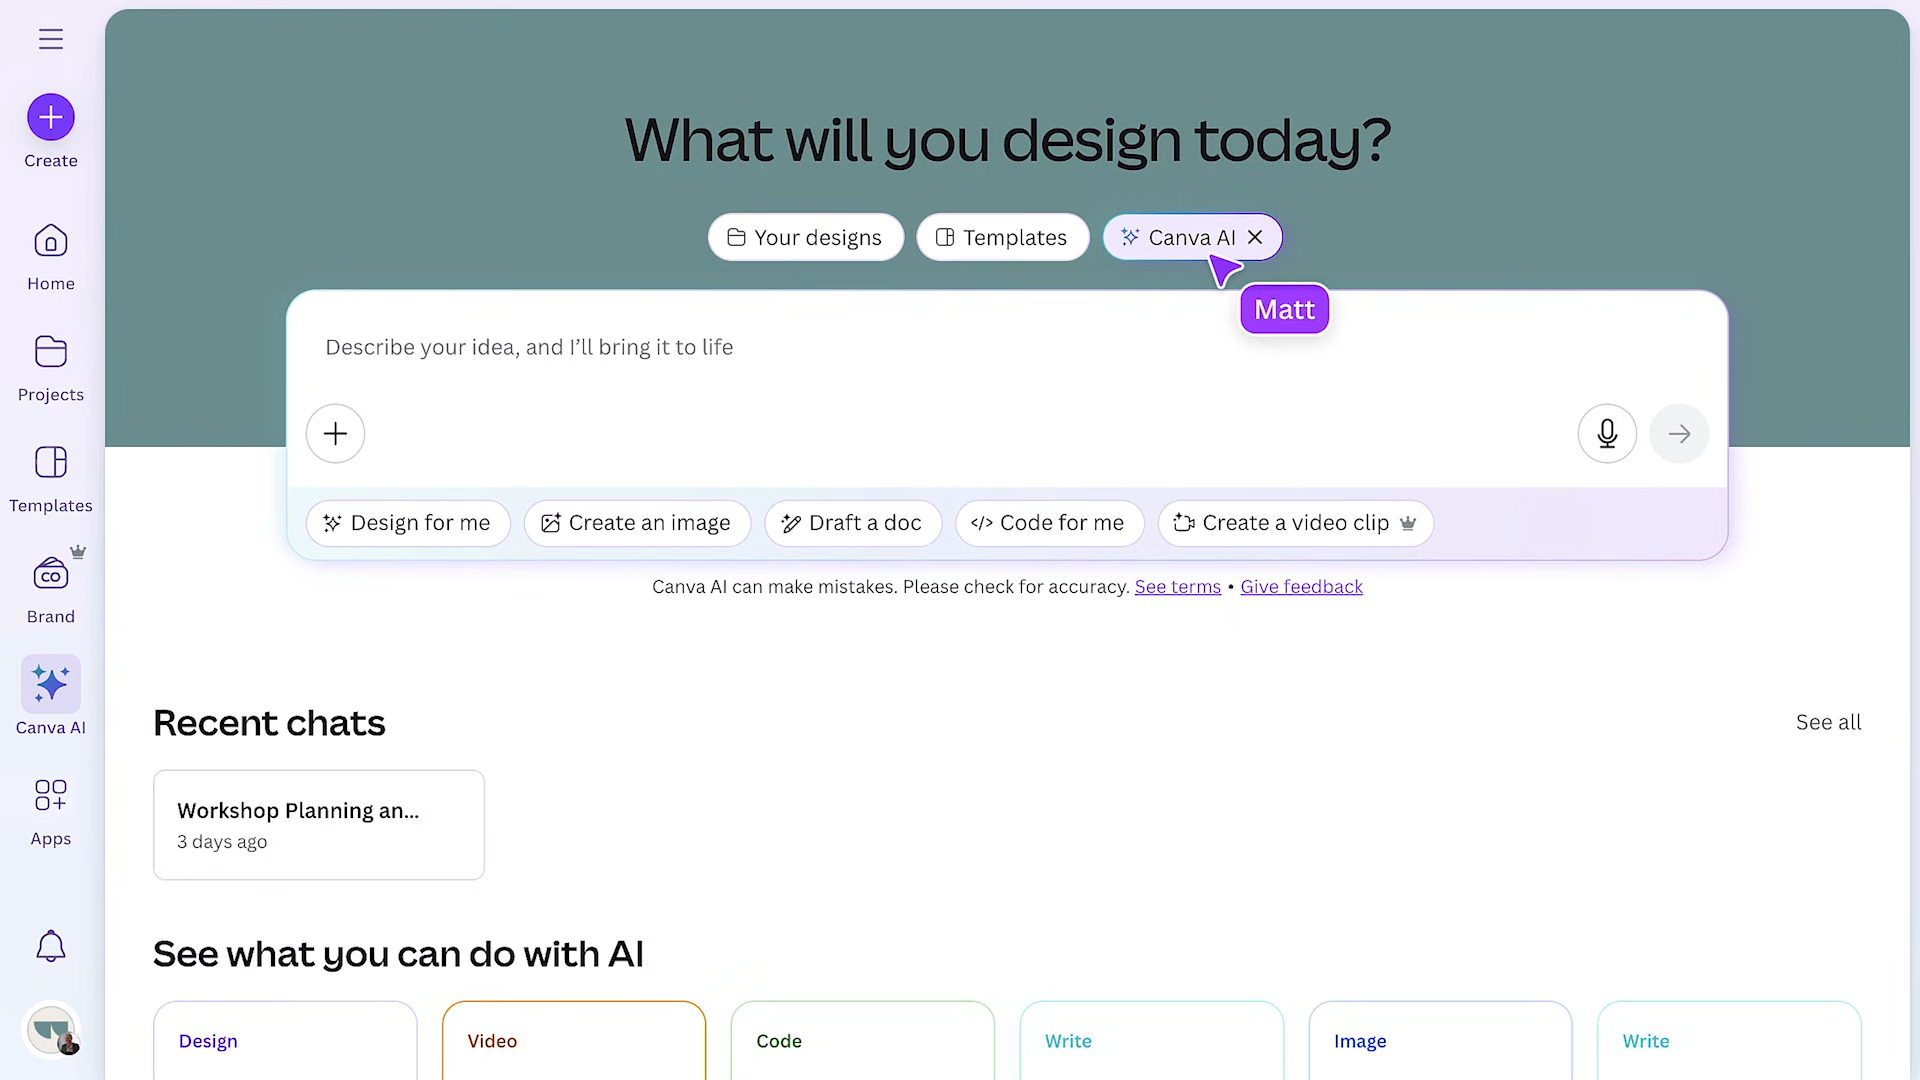 Create
Home
Projects
Templates
CO
Brand
Canva AI
Apps
What will you design today?
Your designs
Templates
Canva AI
Matt
Describe your idea, and I’ll bring it to life
Design for me
Create an image
Draft a doc
</> Code for me
Create a video clip
Canva AI can make mistakes. Please check for accuracy. See terms • Give feedback
Recent chats
See all
Workshop Planning an...
3 days ago
See what you can do with AI
Design
Video
Code
Write
Image
Write